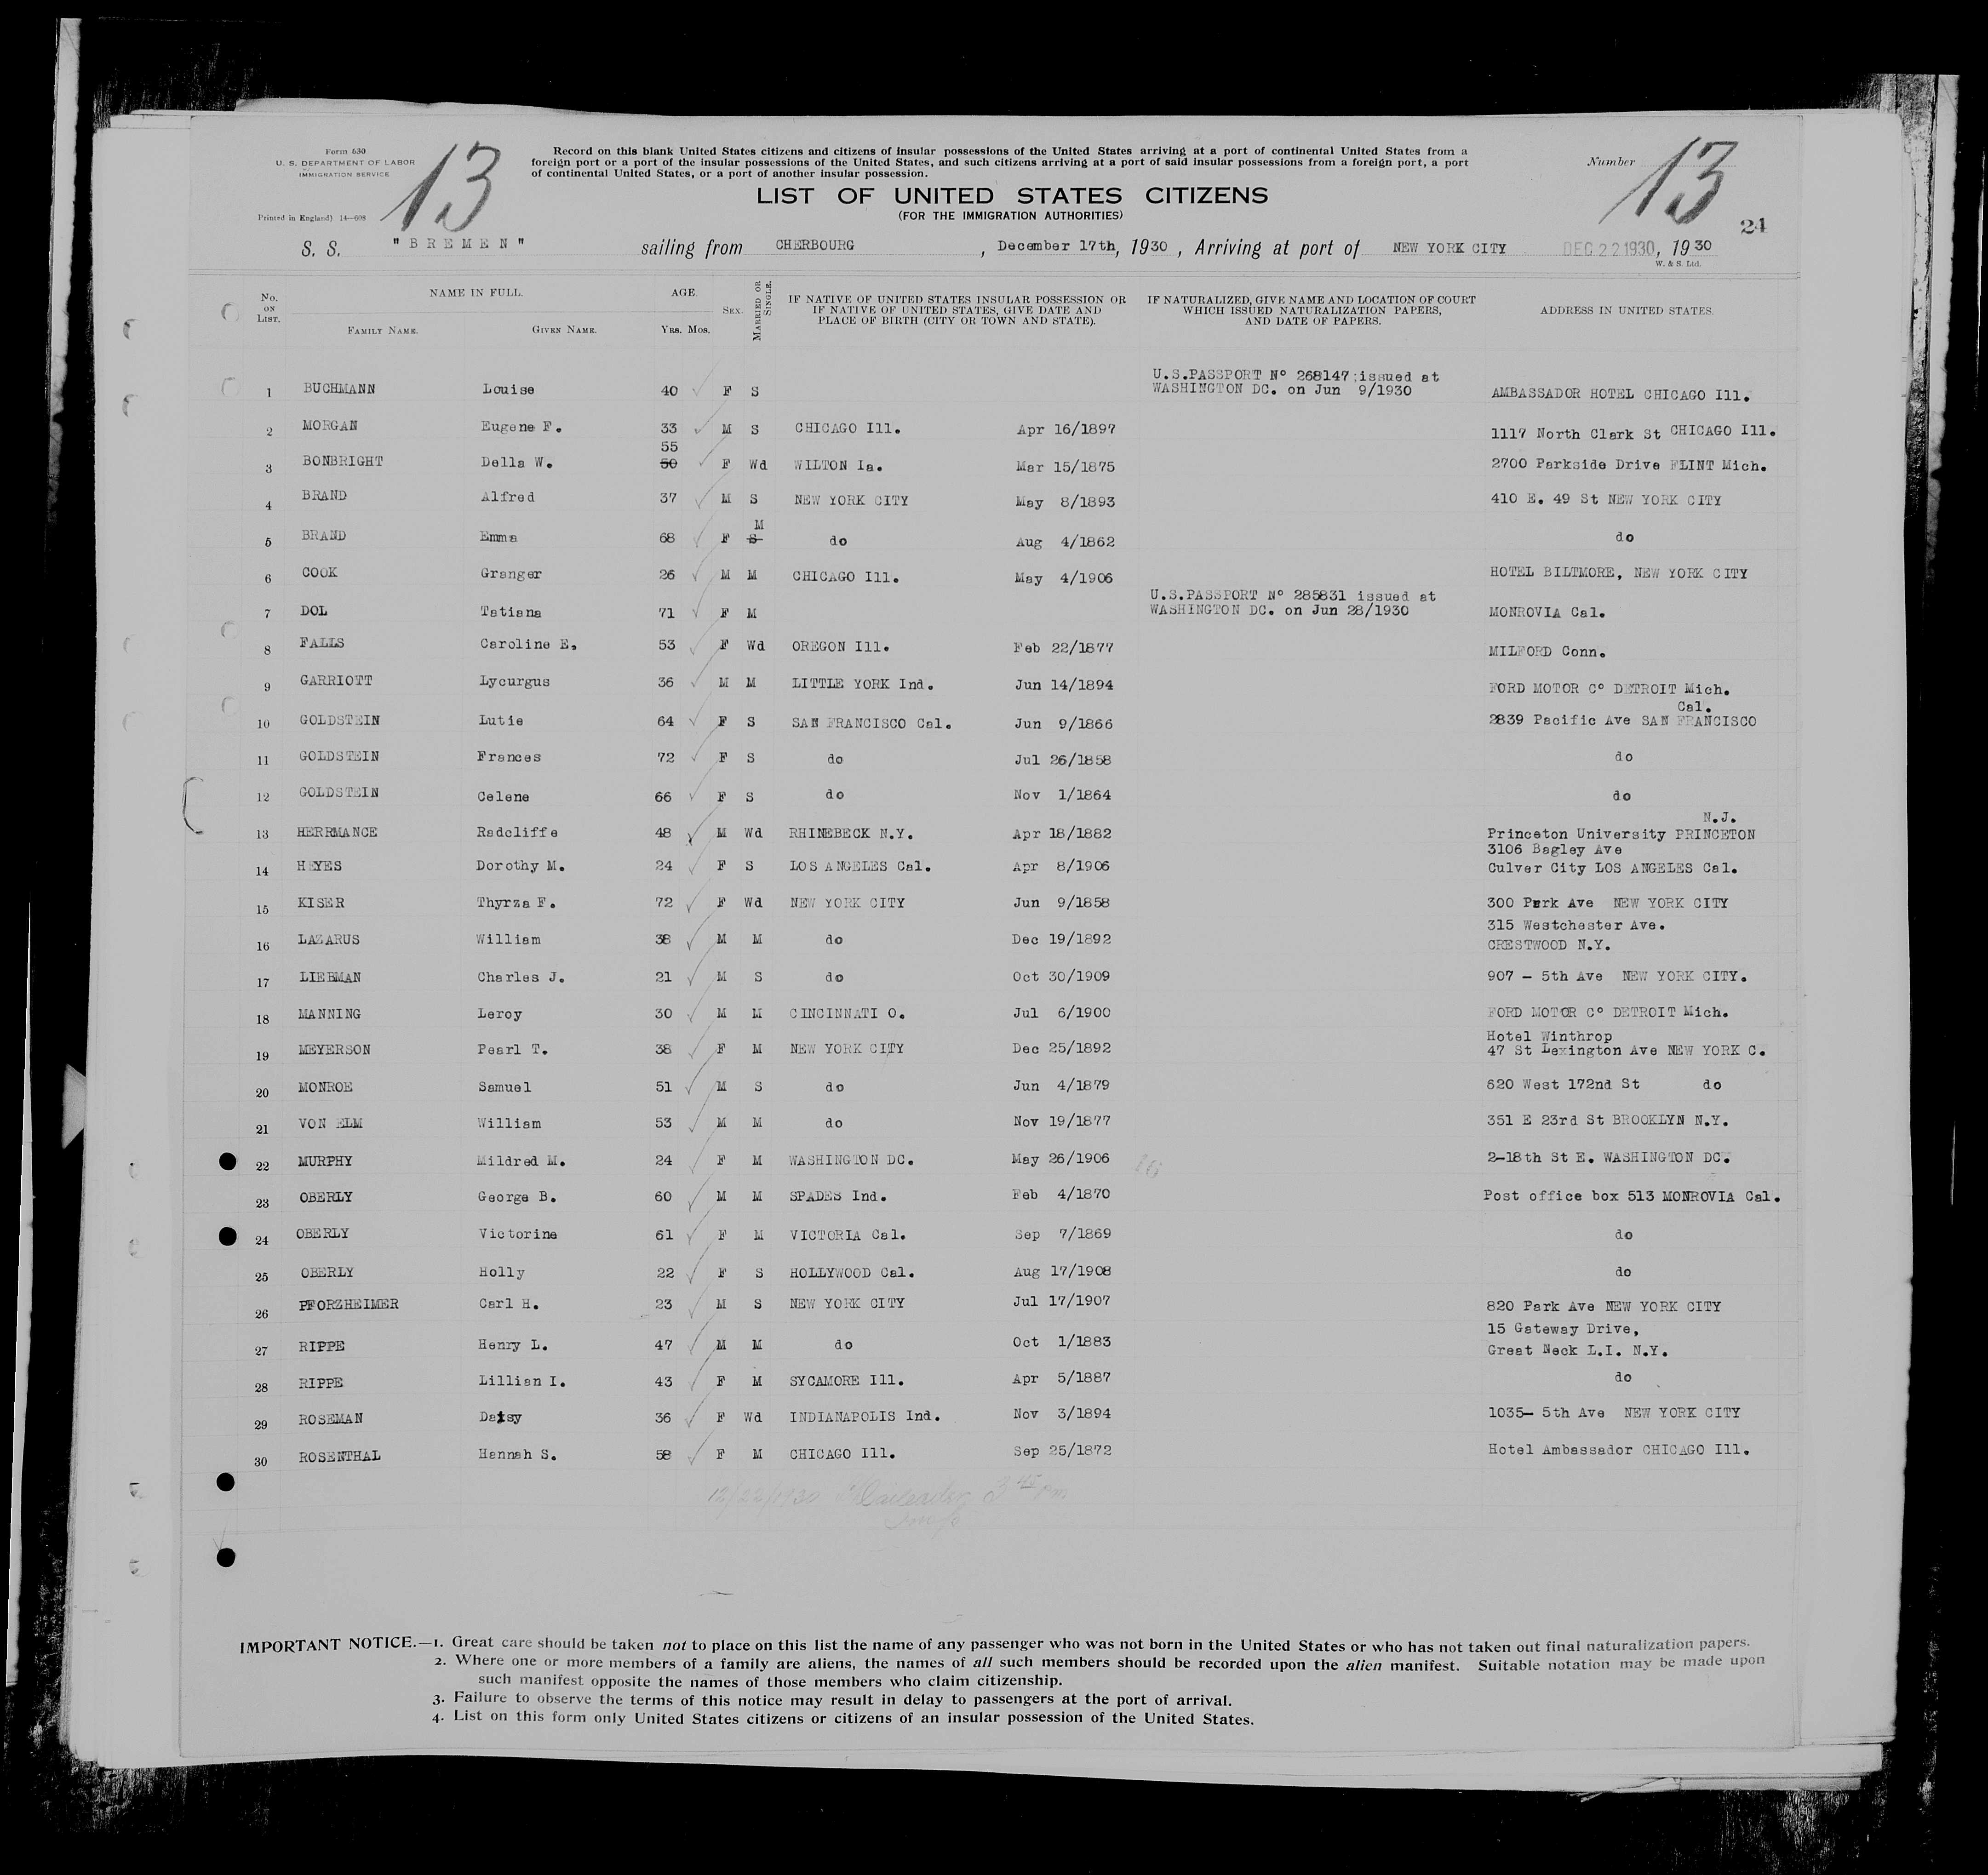 Form 630
U. S. DEPARTMENT OF LABOR
IMMIGRATION SERVICE
Printed in England) 14—608
13
Record on this blank United States citizens and citizens of insular possessions of the United States arriving at a port of continental United States from a
foreign port or a port of the insular possessions of the United States, and such citizens arriving at a port of said insular possessions from a foreign port, a port
of continental United States, or a port of another insular possession.
LIST OF UNITED STATES CITIZENS
(FOR THE IMMIGRATION AUTHORITIES)
Number 13
24
S. S. "BREMEN" sailing from CHERBOURG , December 17th, 1930 , Arriving at port of NEW YORK CITY DEC 22 1930, 1930
W. & S. Ltd.
No. ON LIST. NAME IN FULL. FAMILY NAME. GIVEN NAME. AGE. YRS. MOS. SEX. MARRIED OR SINGLE. IF NATIVE OF UNITED STATES INSULAR POSSESSION OR IF NATIVE OF UNITED STATES, GIVE DATE AND PLACE OF BIRTH (CITY OR TOWN AND STATE). IF NATURALIZED, GIVE NAME AND LOCATION OF COURT WHICH ISSUED NATURALIZATION PAPERS, AND DATE OF PAPERS. ADDRESS IN UNITED STATES.
1 BUCHMANN Louise 40 F S U.S.PASSPORT Nº 268147;issued at WASHINGTON DC. on Jun 9/1930 AMBASSADOR HOTEL CHICAGO Ill.
2 MORGAN Eugene F. 33 M S CHICAGO Ill. Apr 16/1897 1117 North Clark St CHICAGO Ill.
3 BONBRIGHT Della W. 55 50 F Wd WILTON Ia. Mar 15/1875 2700 Parkside Drive FLINT Mich.
4 BRAND Alfred 37 M S NEW YORK CITY May 8/1893 410 E. 49 St NEW YORK CITY
5 BRAND Emma 68 F M S do Aug 4/1862 do
6 COOK Granger 26 M M CHICAGO Ill. May 4/1906 HOTEL BILTMORE, NEW YORK CITY
7 DOL Tatiana 71 F M U.S.PASSPORT Nº 285831 issued at WASHINGTON DC. on Jun 28/1930 MONROVIA Cal.
8 FALLS Caroline E. 53 F Wd OREGON Ill. Feb 22/1877 MILFORD Conn.
9 GARRIOTT Lycurgus 36 M M LITTLE YORK Ind. Jun 14/1894 FORD MOTOR Cº DETROIT Mich.
10 GOLDSTEIN Lutie 64 F S SAN FRANCISCO Cal. Jun 9/1866 2839 Pacific Ave SAN FRANCISCO Cal.
11 GOLDSTEIN Frances 72 F S do Jul 26/1858 do
12 GOLDSTEIN Celene 66 F S do Nov 1/1864 do
13 HERRMANCE Radcliffe 48 M Wd RHINEBECK N.Y. Apr 18/1882 Princeton University PRINCETON N.J.
14 HEYES Dorothy M. 24 F S LOS ANGELES Cal. Apr 8/1906 3106 Bagley Ave Culver City LOS ANGELES Cal.
15 KISER Thyrza F. 72 F Wd NEW YORK CITY Jun 9/1858 300 Park Ave NEW YORK CITY
16 LAZARUS William 38 M M do Dec 19/1892 315 Westchester Ave. CRESTWOOD N.Y.
17 LIEBMAN Charles J. 21 M S do Oct 30/1909 907 - 5th Ave NEW YORK CITY.
18 MANNING Leroy 30 M M CINCINNATI O. Jul 6/1900 FORD MOTOR Cº DETROIT Mich.
19 MEYERSON Pearl T. 38 F M NEW YORK CITY Dec 25/1892 Hotel Winthrop 47 St Lexington Ave NEW YORK C.
20 MONROE Samuel 51 M S do Jun 4/1879 620 West 172nd St do
21 VON ELM William 53 M M do Nov 19/1877 351 E 23rd St BROOKLYN N.Y.
22 MURPHY Mildred M. 24 F M WASHINGTON DC. May 26/1906 2-18th St E. WASHINGTON DC.
23 OBERLY George B. 60 M M SPADES Ind. Feb 4/1870 Post office box 513 MONROVIA Cal.
24 OBERLY Victorine 61 F M VICTORIA Cal. Sep 7/1869 do
25 OBERLY Holly 22 F S HOLLYWOOD Cal. Aug 17/1908 do
26 PFORZHEIMER Carl H. 23 M S NEW YORK CITY Jul 17/1907 820 Park Ave NEW YORK CITY
27 RIPPE Henry L. 47 M M do Oct 1/1883 15 Gateway Drive, Great Neck L.I. N.Y.
28 RIPPE Lillian I. 43 F M SYCAMORE Ill. Apr 5/1887 do
29 ROSEMAN Daisy 36 F Wd INDIANAPOLIS Ind. Nov 3/1894 1035- 5th Ave NEW YORK CITY
30 ROSENTHAL Hannah S. 58 F M CHICAGO Ill. Sep 25/1872 Hotel Ambassador CHICAGO Ill.
12/22/1930 3 45 pm
IMPORTANT NOTICE.—1. Great care should be taken not to place on this list the name of any passenger who was not born in the United States or who has not taken out final naturalization papers.
2. Where one or more members of a family are aliens, the names of all such members should be recorded upon the alien manifest. Suitable notation may be made upon
such manifest opposite the names of those members who claim citizenship.
3. Failure to observe the terms of this notice may result in delay to passengers at the port of arrival.
4. List on this form only United States citizens or citizens of an insular possession of the United States.